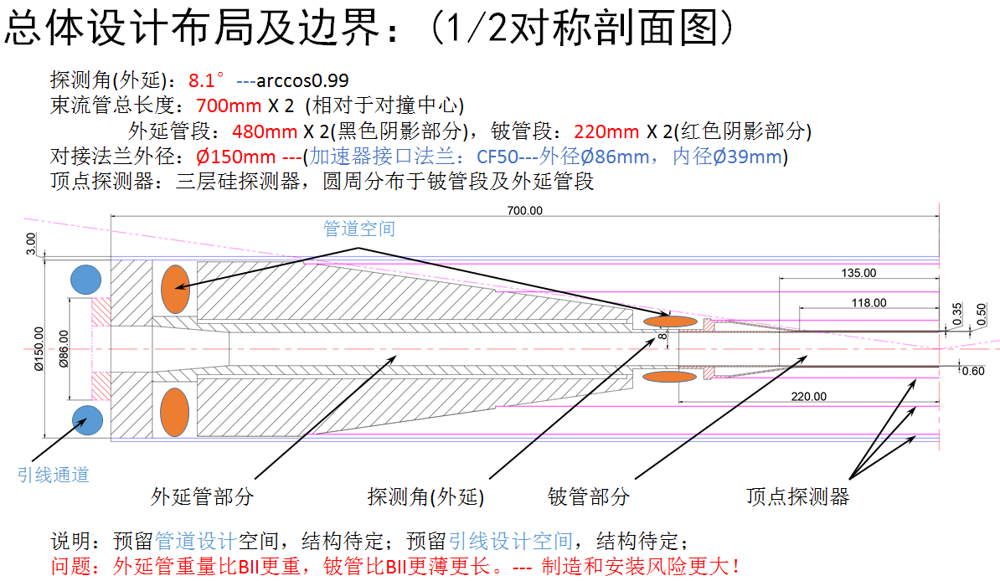 总体设计布局及边界：(1/2对称剖面图)
探测角(外延)：8.1° ---arccos0.99
束流管总长度：700mm X 2 (相对于对撞中心)
外延管段：480mm X 2(黑色阴影部分)，铍管段：220mm X 2(红色阴影部分)
对接法兰外径：Ø150mm ---(加速器接口法兰：CF50---外径Ø86mm，内径Ø39mm)
顶点探测器：三层硅探测器，圆周分布于铍管段及外延管段
700.00
管道空间
3.00
135.00
118.00
0.35
0.50
Ø150.00
Ø86.00
8.
0.60
220.00
引线通道
外延管部分
探测角(外延)
铍管部分
顶点探测器
说明：预留管道设计空间，结构待定；预留引线设计空间，结构待定；
问题：外延管重量比BII更重，铍管比BII更薄更长。--- 制造和安装风险更大！